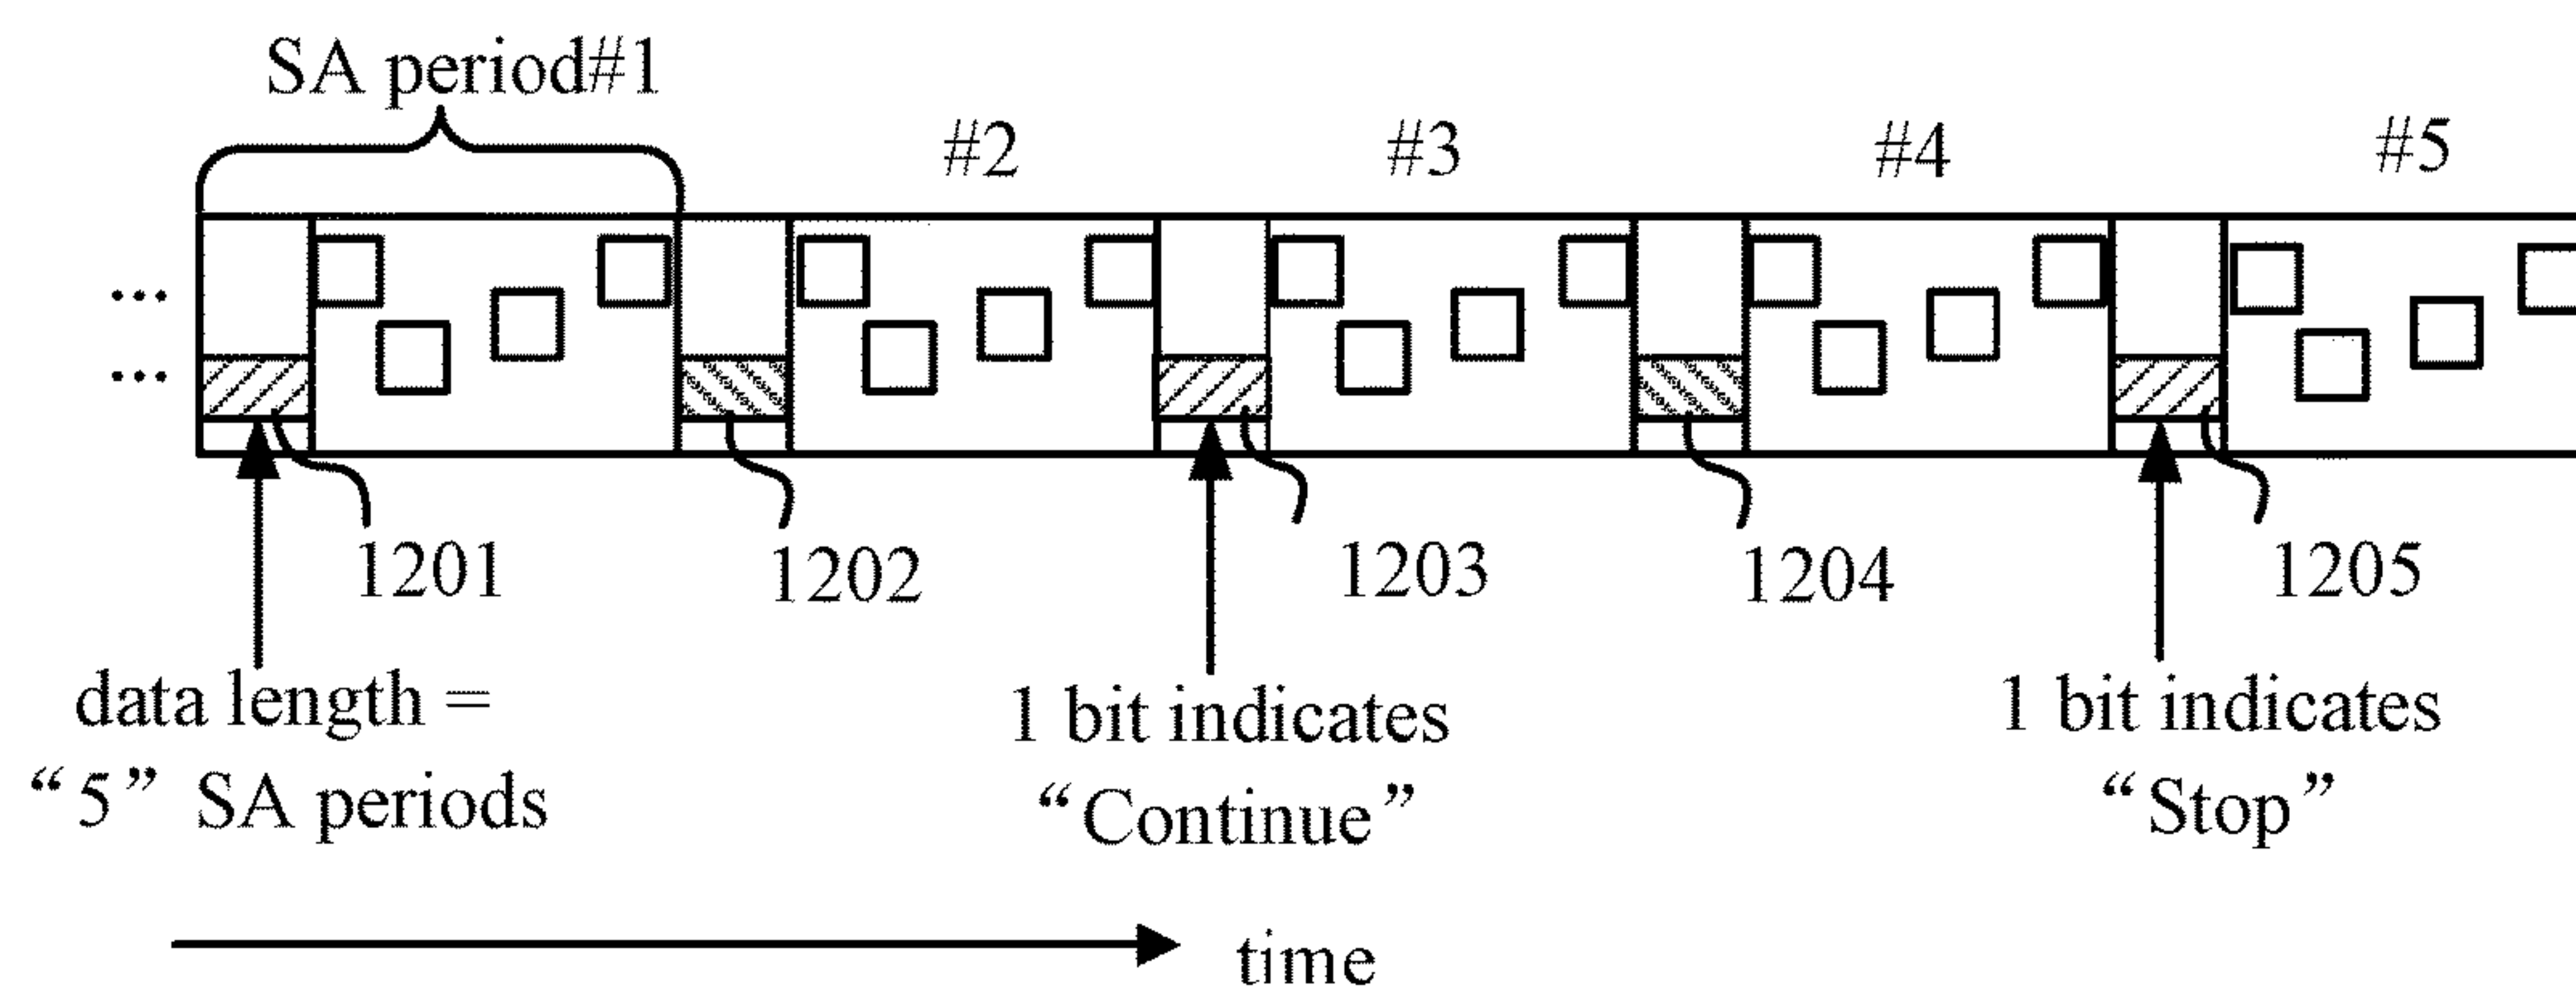 SA period#1
#2
#3
#4
#5
...
...
1201
1202
1203
1204
1205
data length =
“5” SA periods
1 bit indicates
“Continue”
1 bit indicates
“Stop”
time